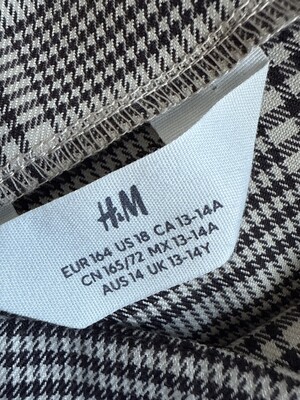 H&M
EUR 164 US 18 CA 13-14A
CN 165/72 MX 13-14A
AUS 14 UK 13-14Y